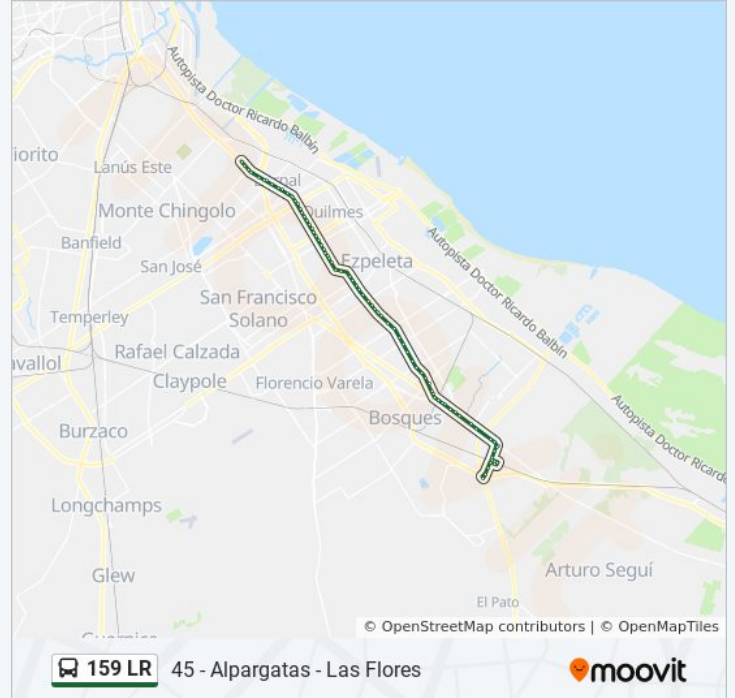 Autopista Doctor Ricardo Balbín
iorito
Lanús Este
Bernal
Monte Chingolo
Quilmes
Banfield
San José
Ezpeleta
Autopista Doctor Ricardo Balbín
San Francisco
Solano
Temperley
avallol
Rafael Calzada
Claypole
Florencio Varela
Bosques
Autopista Doctor Ricardo
Burzaco
Longchamps
Glew
Arturo Seguí
El Pato
Guernica
© OpenStreetMap contributors | © OpenMapTiles
159 LR
45 - Alpargatas - Las Flores
moovit